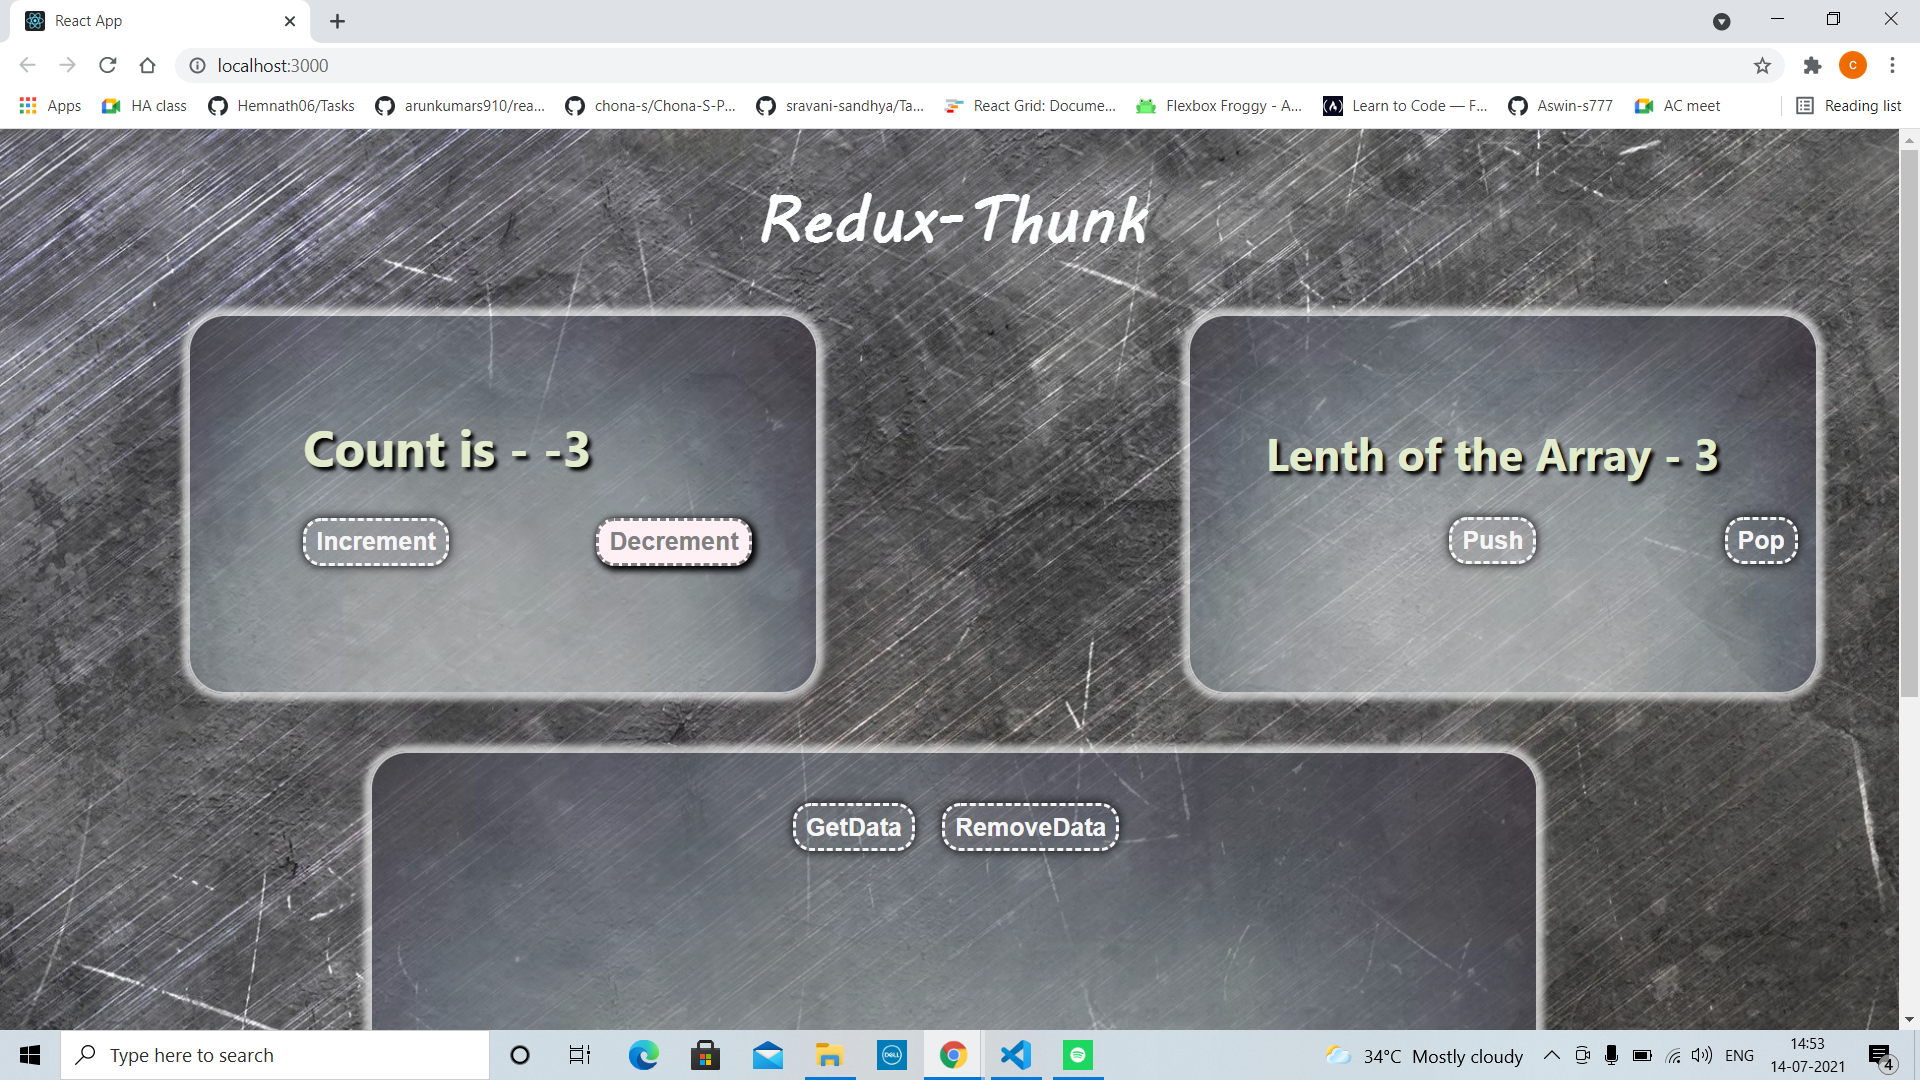 React App
localhost:3000
C
Apps
HA class
Hemnath06/Tasks
arunkumars910/rea...
chona-s/Chona-S-P...
sravani-sandhya/Ta...
React Grid: Docume...
Flexbox Froggy - A...
(A)
Learn to Code — F...
Aswin-s777
AC meet
Reading list
Redux-Thunk
Count is - -3
Increment
Decrement
Lenth of the Array - 3
Push
Pop
GetData
RemoveData
Type here to search
DELL
34°C Mostly cloudy
ENG
14:53
14-07-2021
4